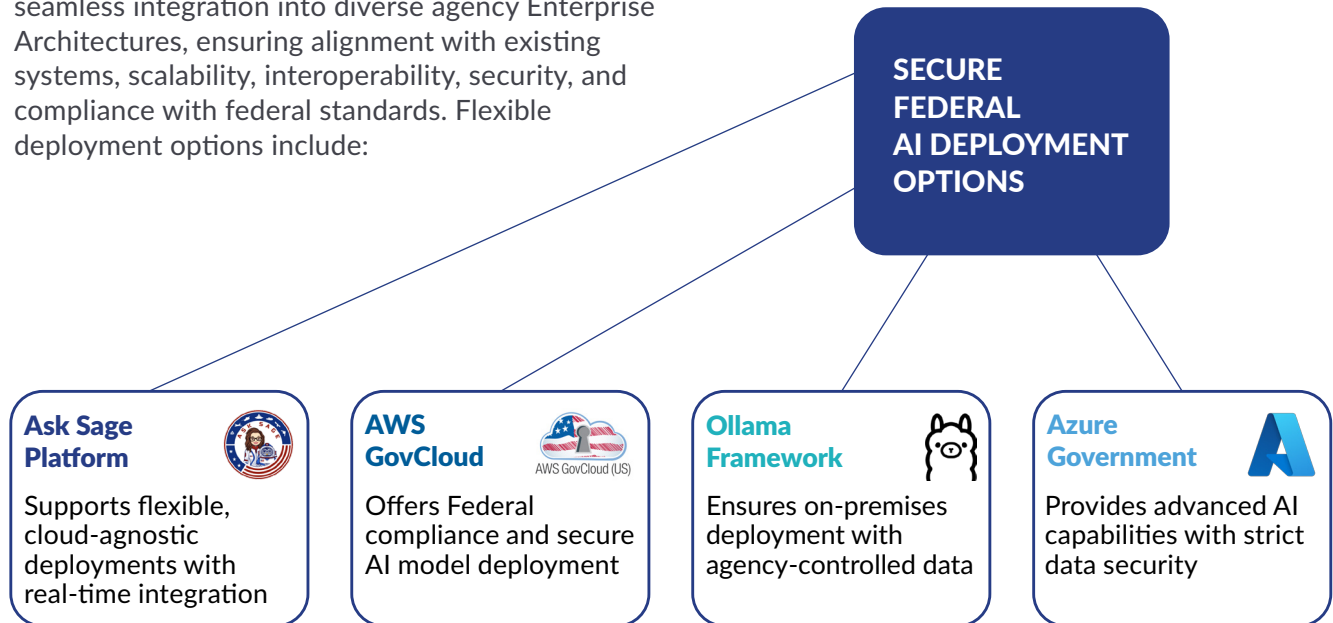 seamless integration into diverse agency Enterprise
Architectures, ensuring alignment with existing
systems, scalability, interoperability, security, and
compliance with federal standards. Flexible
deployment options include:
SECURE
FEDERAL
AI DEPLOYMENT
OPTIONS
Ask Sage
Platform
ASK SAGE
Supports flexible,
cloud-agnostic
deployments with
real-time integration
AWS
GovCloud
AWS GovCloud (US)
Offers Federal
compliance and secure
AI model deployment
Ollama
Framework
Ensures on-premises
deployment with
agency-controlled data
Azure
Government
Provides advanced AI
capabilities with strict
data security